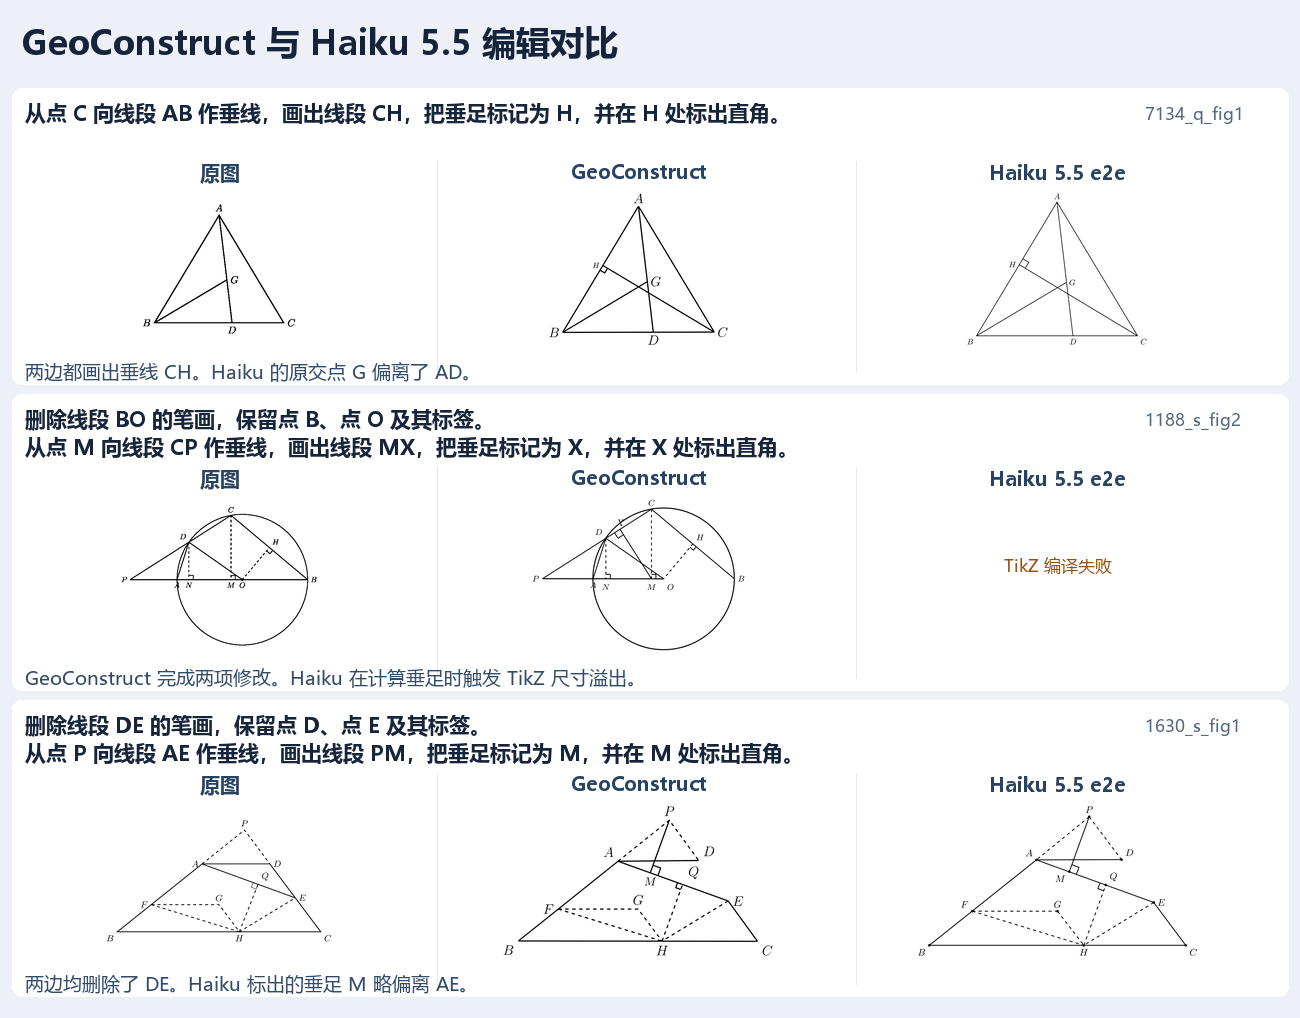 GeoConstruct 与 Haiku 5.5 编辑对比
从点 C 向线段 AB 作垂线，画出线段 CH，把垂足标记为 H，并在 H 处标出直角。
7134_q_fig1
原图
GeoConstruct
Haiku 5.5 e2e
A
G
B
D
C
A
H
G
B
D
C
A
H
G
B
D
C
两边都画出垂线 CH。Haiku 的原交点 G 偏离了 AD。
删除线段 BO 的笔画，保留点 B、点 O 及其标签。
1188_s_fig2
从点 M 向线段 CP 作垂线，画出线段 MX，把垂足标记为 X，并在 X 处标出直角。
原图
GeoConstruct
Haiku 5.5 e2e
C
D
H
P
A
N
M
O
B
C
X
D
H
P
A
N
M
O
B
TikZ 编译失败
GeoConstruct 完成两项修改。Haiku 在计算垂足时触发 TikZ 尺寸溢出。
删除线段 DE 的笔画，保留点 D、点 E 及其标签。
1630_s_fig1
从点 P 向线段 AE 作垂线，画出线段 PM，把垂足标记为 M，并在 M 处标出直角。
原图
GeoConstruct
Haiku 5.5 e2e
P
A
D
Q
F
G
E
B
H
C
P
A
D
M
Q
F
G
E
B
H
C
P
A
D
M
Q
F
G
E
B
H
C
两边均删除了 DE。Haiku 标出的垂足 M 略偏离 AE。